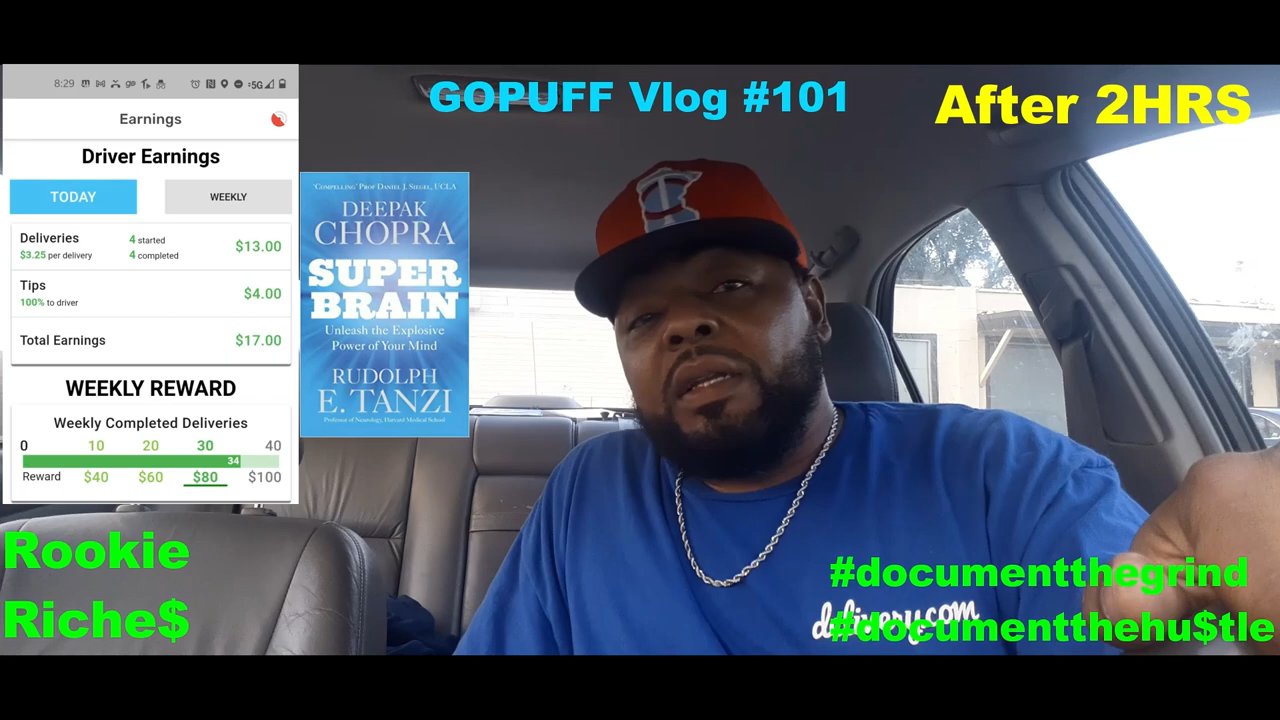 GOPUFF Vlog #101
After 2HRS
8:29
5G
Earnings
Driver Earnings
TODAY
WEEKLY
Deliveries
$3.25 per delivery
4 started
4 completed
$13.00
Tips
100% to driver
$4.00
Total Earnings
$17.00
WEEKLY REWARD
Weekly Completed Deliveries
0 10 20 30 40
34
Reward $40 $60 $80 $100
'COMPELLING' PROF DANIEL J. SIEGEL, UCLA
DEEPAK
CHOPRA
SUPER
BRAIN
Unleash the Explosive
Power of Your Mind
RUDOLPH
E. TANZI
Professor of Neurology, Harvard Medical School
Rookie
Riche$
#documentthegrind
delivery.com
#documentthehu$tle